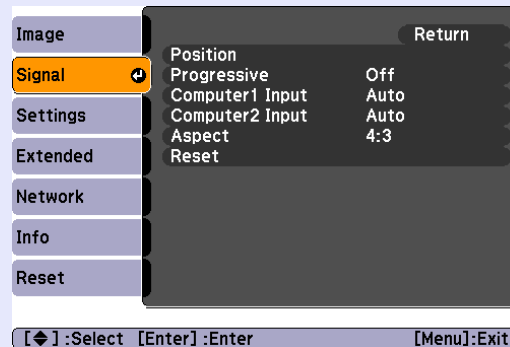 Image
Signal
Settings
Extended
Network
Info
Reset
Return
Position
Progressive Off
Computer1 Input Auto
Computer2 Input Auto
Aspect 4:3
Reset
[◆] :Select [Enter] :Enter [Menu]:Exit